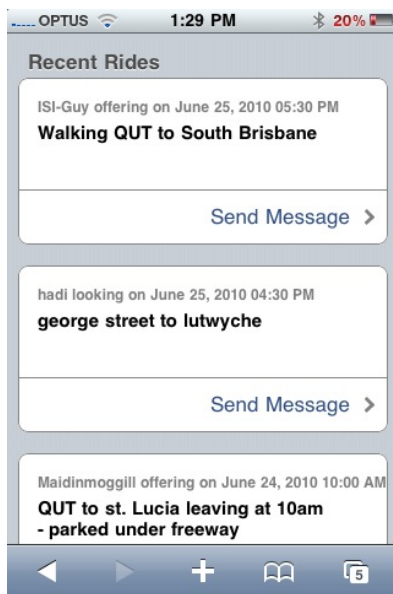 OPTUS 1:29 PM 20%
Recent Rides
ISI-Guy offering on June 25, 2010 05:30 PM
Walking QUT to South Brisbane
Send Message
hadi looking on June 25, 2010 04:30 PM
george street to lutwyche
Send Message
Maidinmoggill offering on June 24, 2010 10:00 AM
QUT to st. Lucia leaving at 10am
- parked under freeway
5